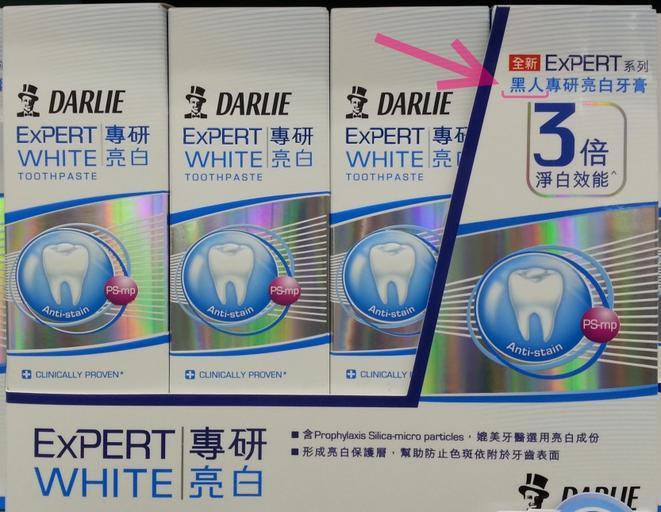 DARLIE
ExPERT 專研
WHITE 亮白
TOOTHPASTE
Anti-stain
PS-mp
CLINICALLY PROVEN*
DARLIE
ExPERT 專研
WHITE 亮白
TOOTHPASTE
Anti-stain
PS-mp
CLINICALLY PROVEN*
DARLIE
ExPERT 專研
WHITE 亮
TOOTHPASTE
Anti-stain
CLINICALLY PROV
全新 ExPERT 系列
黑人專研亮白牙膏
3倍
淨白效能^
Anti-stain
PS-mp
ExPERT 專研
WHITE 亮白
■ 含Prophylaxis Silica-micro particles,媲美牙醫選用亮白成份
■ 形成亮白保護層,幫助防止色斑依附於牙齒表面
DARLIE